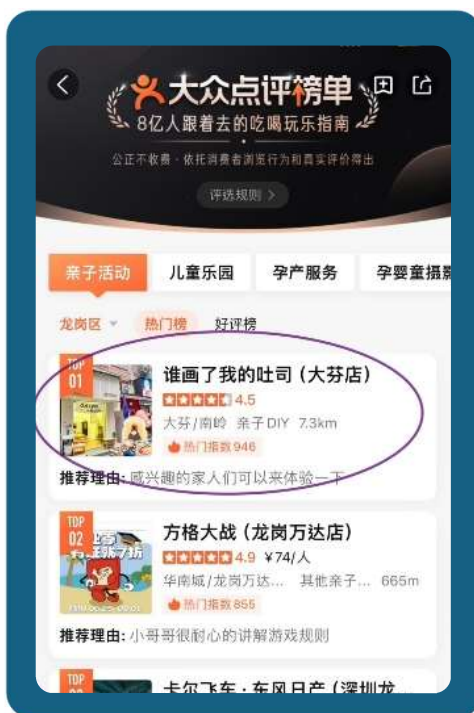 大众点评榜单
8亿人跟着去的吃喝玩乐指南
公正不收费·依托消费者浏览行为和真实评价得出
评选规则 >
亲子活动 儿童乐园 孕产服务 孕婴童摄影
龙岗区 热门榜 好评榜
TOP
01
谁画了我的吐司（大芬店）
4.5
大芬/南岭 亲子DIY 7.3km
热门指数946
推荐理由: 感兴趣的家人们可以来体验一下
TOP
02
方格大战（龙岗万达店）
4.9 ¥74/人
华南城/龙岗万达... 其他亲子... 665m
热门指数855
推荐理由: 小哥哥很耐心的讲解游戏规则
TOP
卡尔飞车·东风日产（深圳龙...